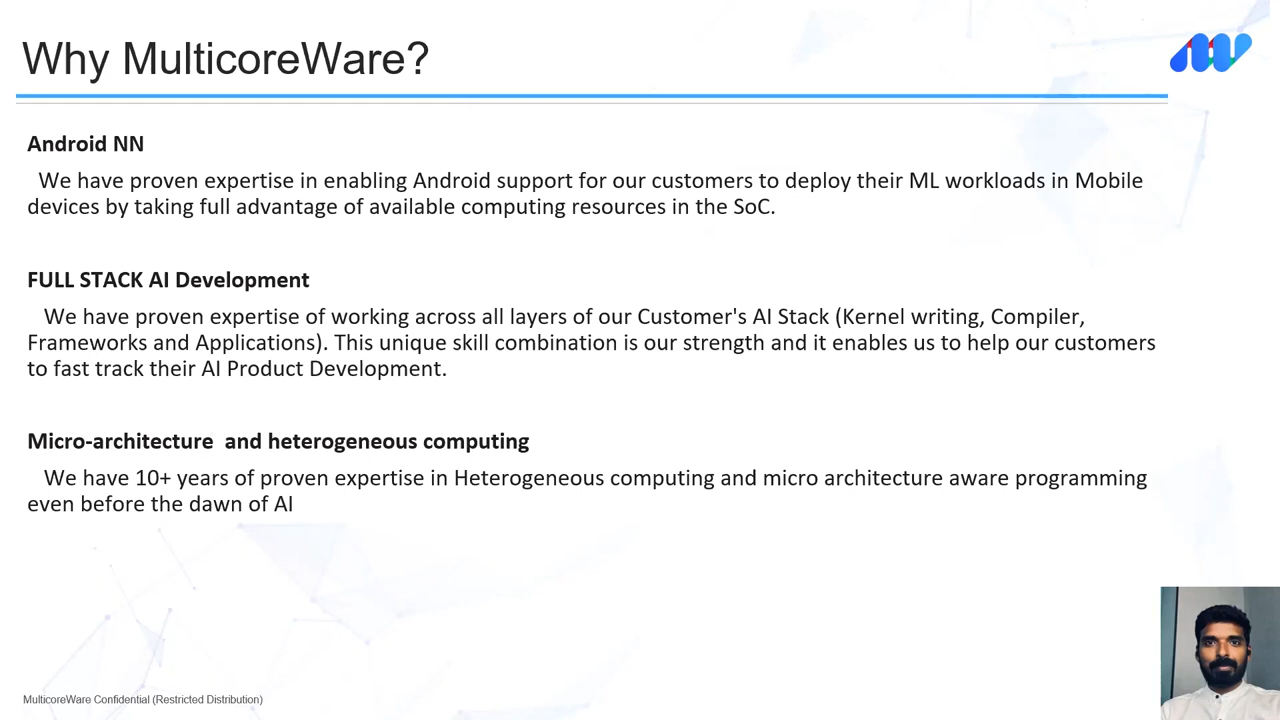 Why MulticoreWare?
Android NN
We have proven expertise in enabling Android support for our customers to deploy their ML workloads in Mobile
devices by taking full advantage of available computing resources in the SoC.
FULL STACK AI Development
We have proven expertise of working across all layers of our Customer's AI Stack (Kernel writing, Compiler,
Frameworks and Applications). This unique skill combination is our strength and it enables us to help our customers
to fast track their AI Product Development.
Micro-architecture  and heterogeneous computing
We have 10+ years of proven expertise in Heterogeneous computing and micro architecture aware programming
even before the dawn of AI
MulticoreWare Confidential (Restricted Distribution)